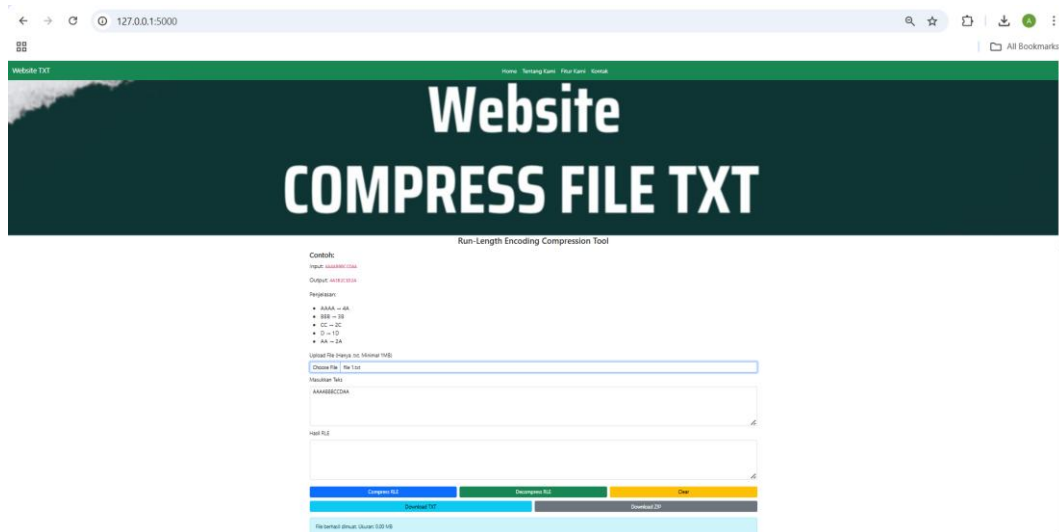 127.0.0.1:5000
A
All Bookmarks
Website TXT
Home Tentang Kami Fitur Kami Kontak
Website
COMPRESS FILE TXT
Run-Length Encoding Compression Tool
Contoh:
Input: AAAABBBCCDAA
Output: 4A3B2C1D2A
Penjelasan:
• AAAA → 4A
• BBB → 3B
• CC → 2C
• D → 1D
• AA → 2A
Upload File (Hanya .txt, Minimal 1MB)
Choose File file 1.txt
Masukkan Teks
AAAABBBCCDAA
Hasil RLE
Compress RLE Decompress RLE Clear
Download TXT Download ZIP
File berhasil dimuat. Ukuran: 0.00 MB